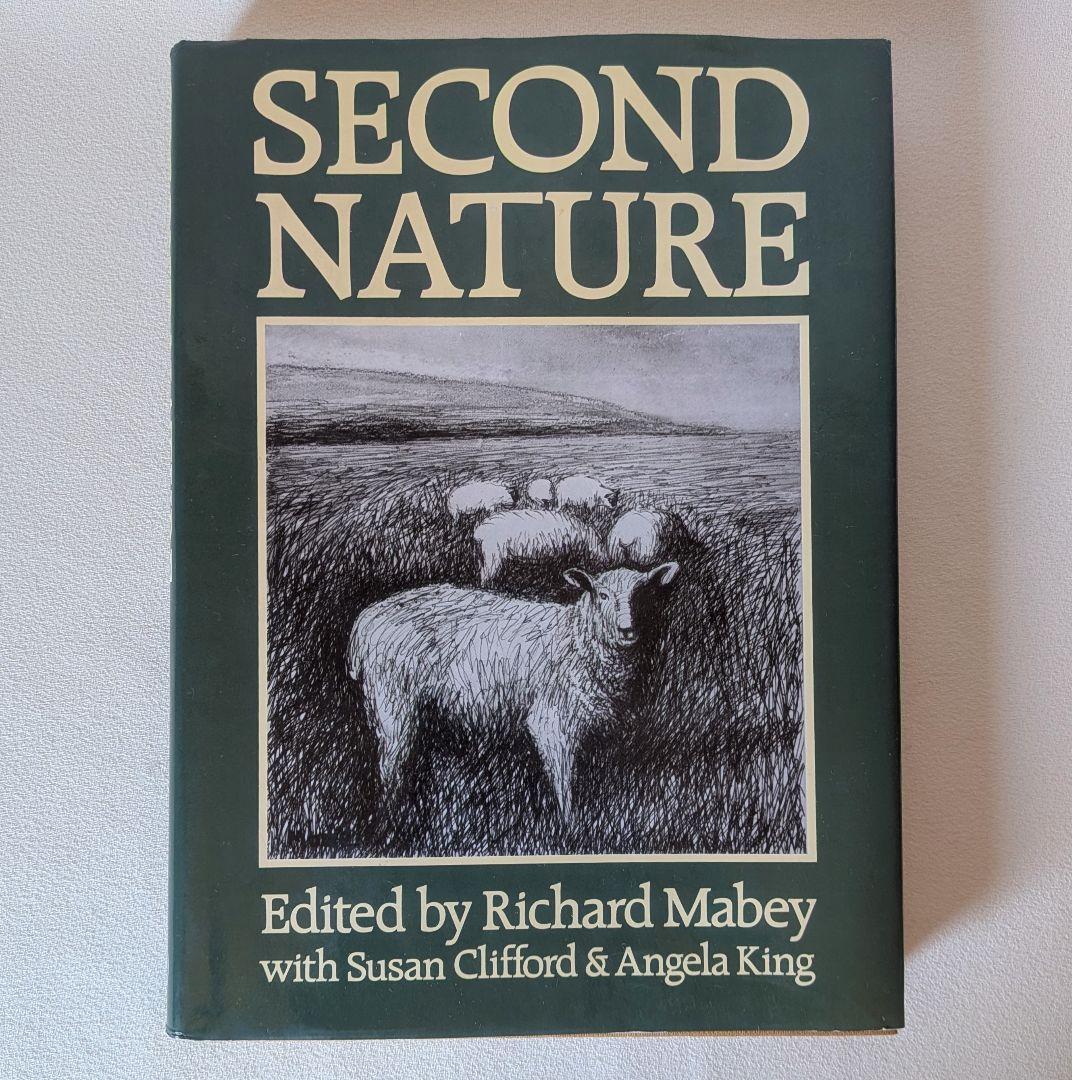 SECOND
NATURE
Edited by Richard Mabey
with Susan Clifford & Angela King